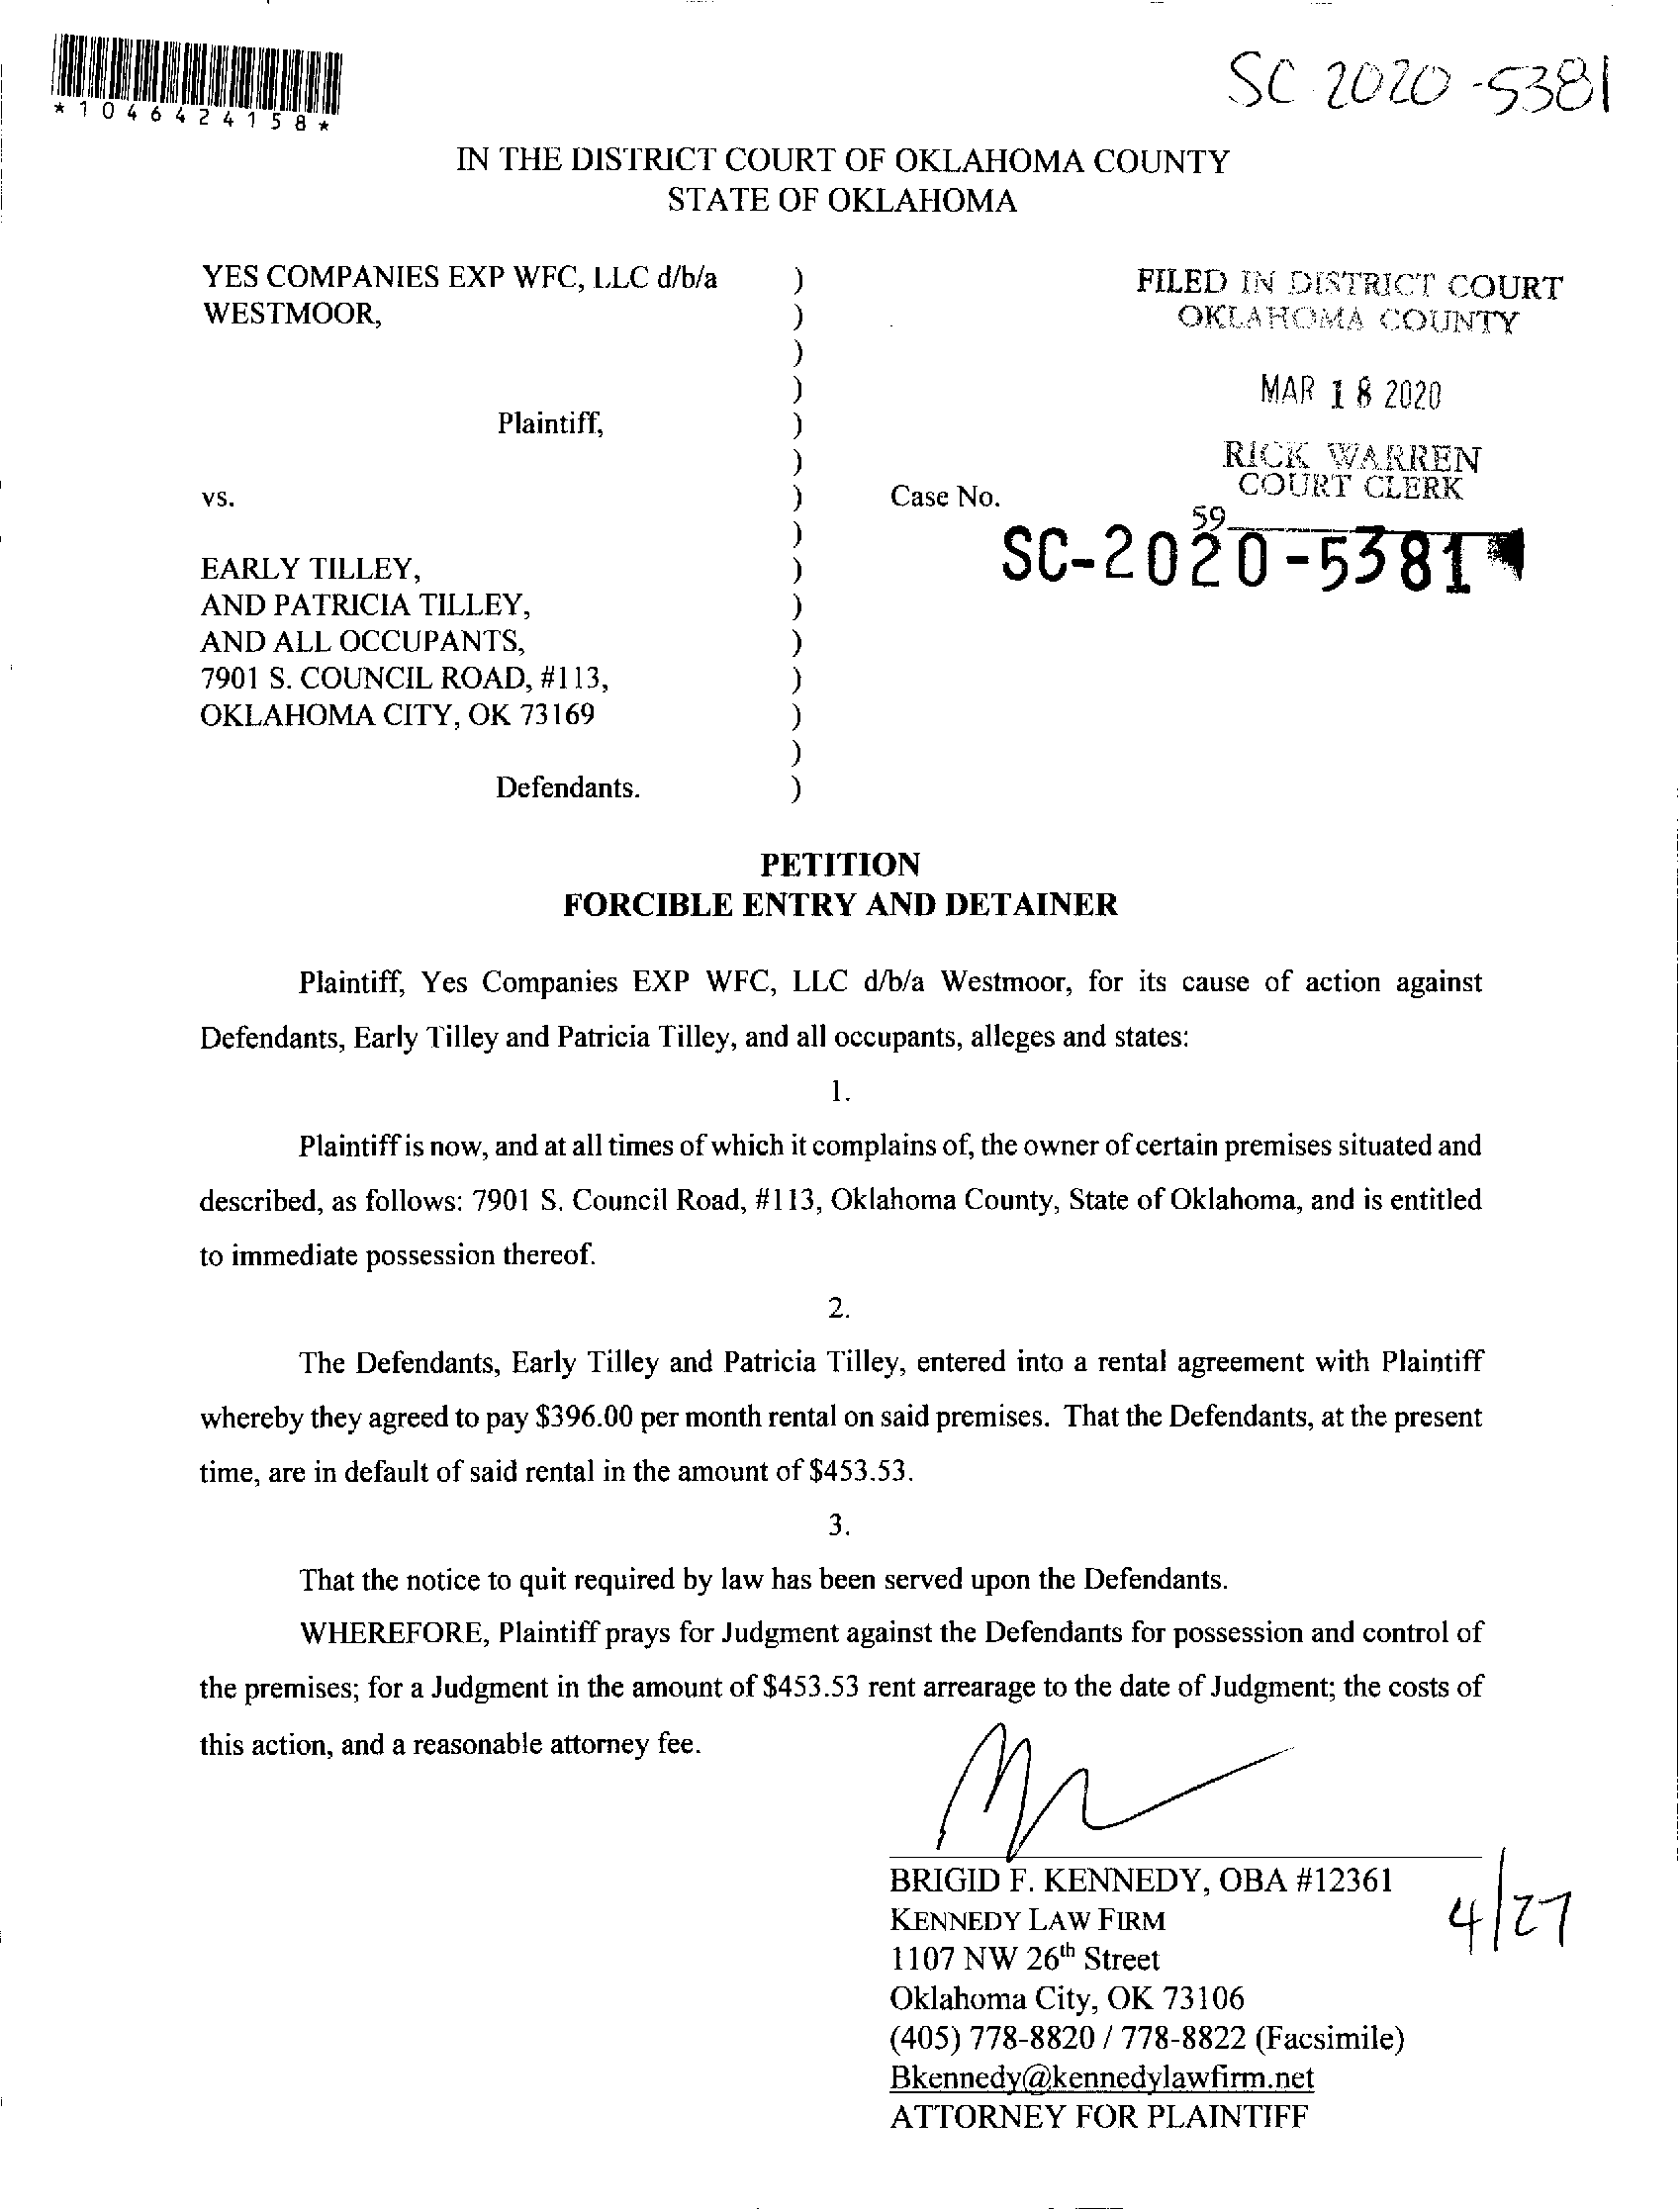 *1046424158*
SC 2020-5381
IN THE DISTRICT COURT OF OKLAHOMA COUNTY
STATE OF OKLAHOMA
YES COMPANIES EXP WFC, LLC d/b/a )
WESTMOOR, )
)
)
Plaintiff, )
)
vs. )
)
EARLY TILLEY, )
AND PATRICIA TILLEY, )
AND ALL OCCUPANTS, )
7901 S. COUNCIL ROAD, #113, )
OKLAHOMA CITY, OK 73169 )
)
Defendants. )
FILED IN DISTRICT COURT
OKLAHOMA COUNTY
MAR 18 2020
RICK WARREN
COURT CLERK
Case No.
59
SC-2020-5381
PETITION
FORCIBLE ENTRY AND DETAINER
Plaintiff, Yes Companies EXP WFC, LLC d/b/a Westmoor, for its cause of action against
Defendants, Early Tilley and Patricia Tilley, and all occupants, alleges and states:
1.
Plaintiff is now, and at all times of which it complains of, the owner of certain premises situated and
described, as follows: 7901 S. Council Road, #113, Oklahoma County, State of Oklahoma, and is entitled
to immediate possession thereof.
2.
The Defendants, Early Tilley and Patricia Tilley, entered into a rental agreement with Plaintiff
whereby they agreed to pay $396.00 per month rental on said premises. That the Defendants, at the present
time, are in default of said rental in the amount of $453.53.
3.
That the notice to quit required by law has been served upon the Defendants.
WHEREFORE, Plaintiff prays for Judgment against the Defendants for possession and control of
the premises; for a Judgment in the amount of $453.53 rent arrearage to the date of Judgment; the costs of
this action, and a reasonable attorney fee.
BRIGID F. KENNEDY, OBA #12361
KENNEDY LAW FIRM
1107 NW 26th Street
Oklahoma City, OK 73106
(405) 778-8820 / 778-8822 (Facsimile)
Bkennedy@kennedylawfirm.net
ATTORNEY FOR PLAINTIFF
4/27